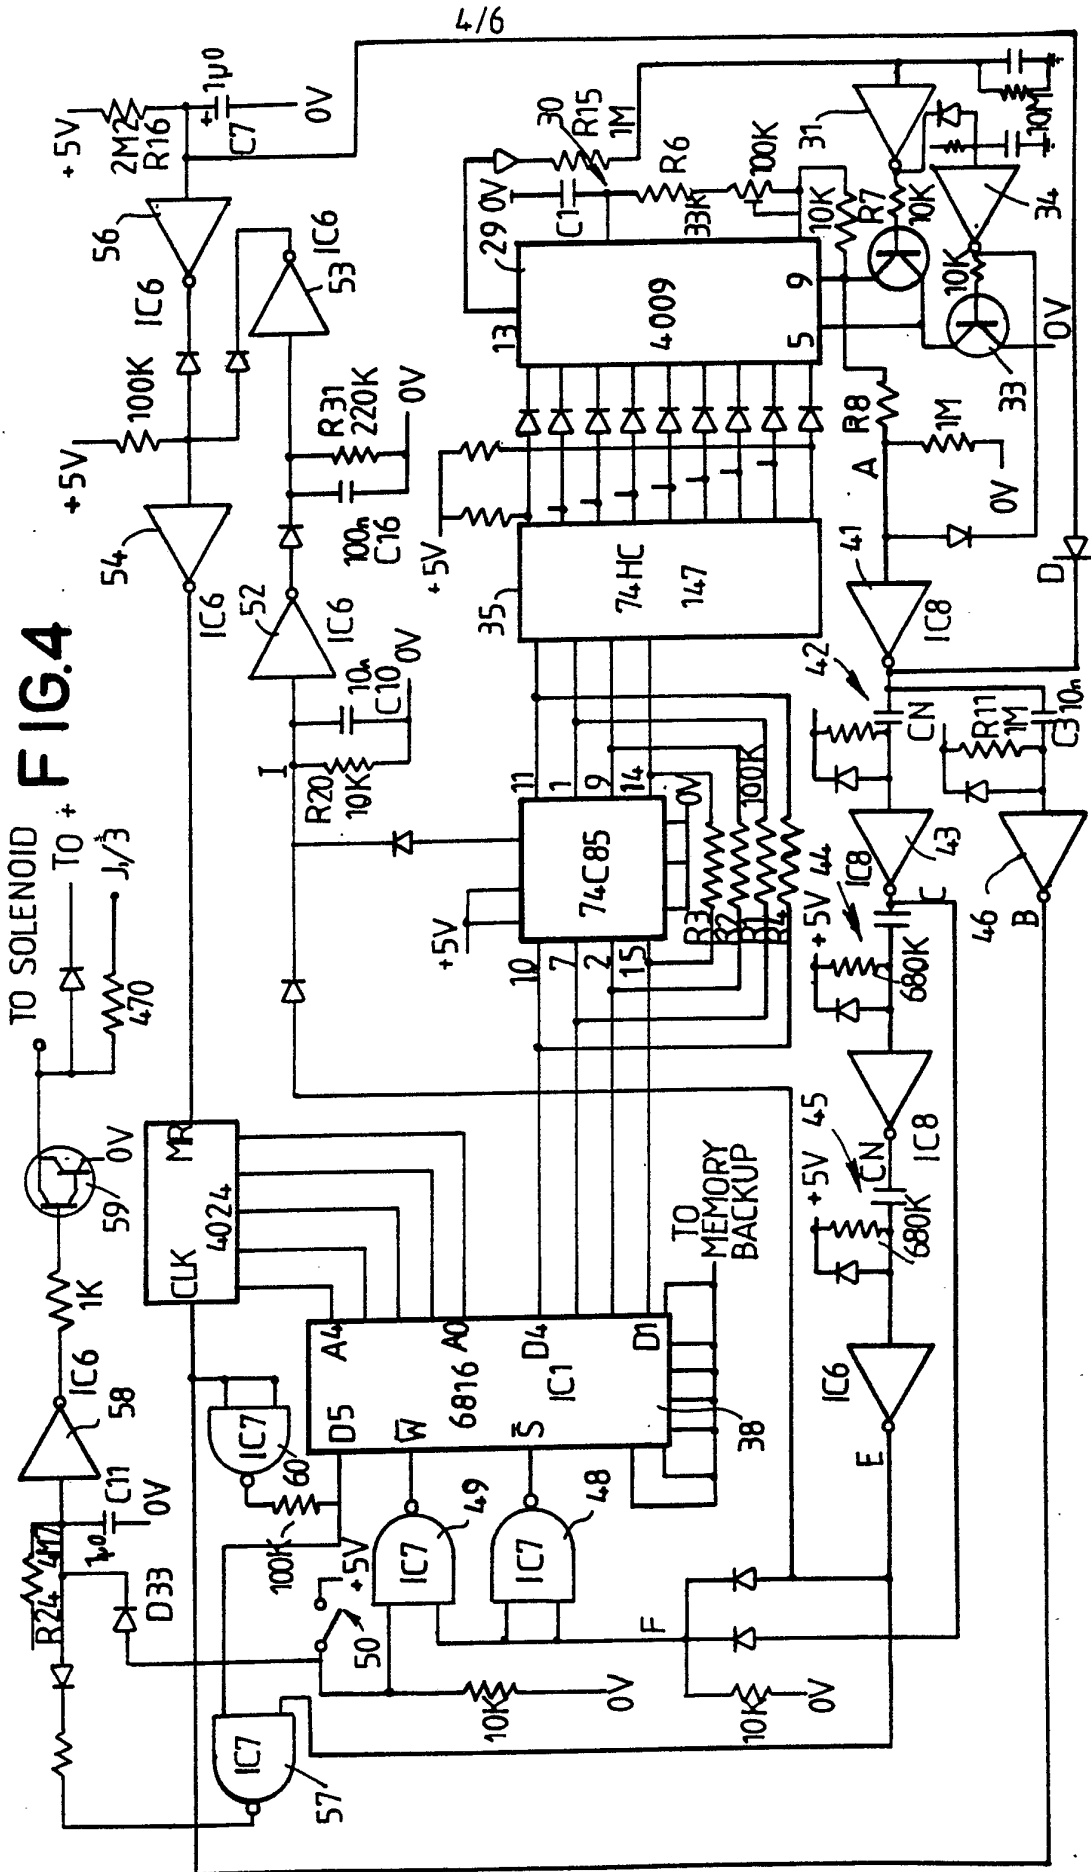 FIG.4
4/9
TO SOLENOID
TO +
J1/3
470
59
0V
1K
IC6
58
C11
0V
1µ0
4M7
R24
D33
IC7
57
CLK
MR
4024
IC7
60
100K
+5V
50
10K
0V
IC7
49
IC7
48
F
10K
0V
A4
A0
D5
W
6816
S
D4
IC1
D1
38
TO
MEMORY
BACKUP
+5V
2M2
R16
1µ0
+
C7
0V
56
IC6
100K
+5V
54
IC6
IC6
53
R31
220K
0V
100n
C16
52
IC6
10n
C10
0V
I
R20
10K
+5V
10
7
2
15
74C85
11
1
9
14
0V
100K
R3
R2
R1
R4
+5V
35
74HC
147
13
29
4009
5
9
0V
C1
30
R15
1M
R6
33K
100K
10K
R7
10K
31
10M
34
10K
33
0V
R8
A
1M
0V
41
IC8
D
42
CN
R11
1M
C3
10n
IC8
43
46
B
C
+5V
44
680K
IC8
+5V
45
CN
680K
IC6
E